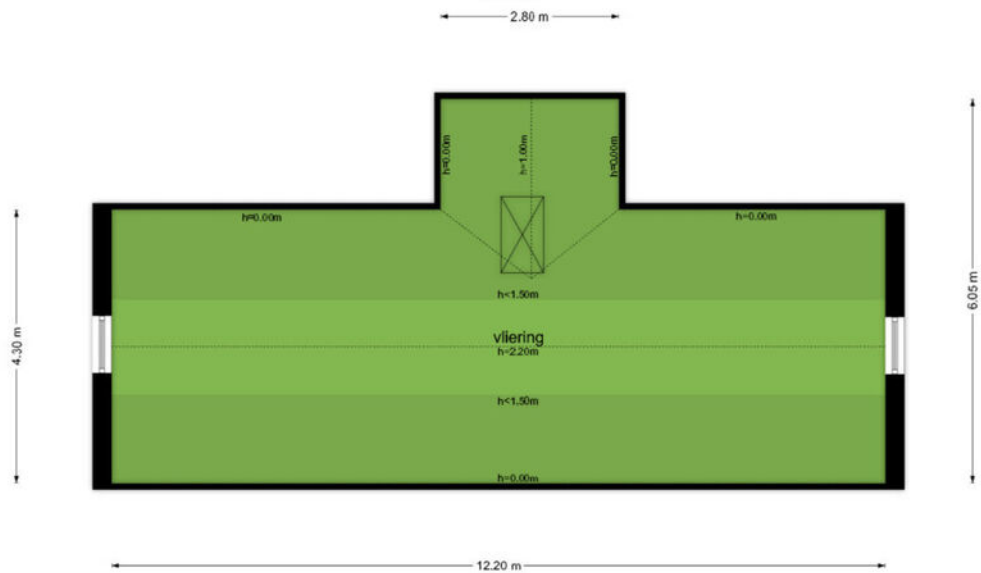 2.80 m
h=0.00m
h=1.00m
h=0.00m
h=0.00m
h=0.00m
h<1.50m
vliering
h=2.20m
h<1.50m
h=0.00m
4.30 m
6.05 m
12.20 m